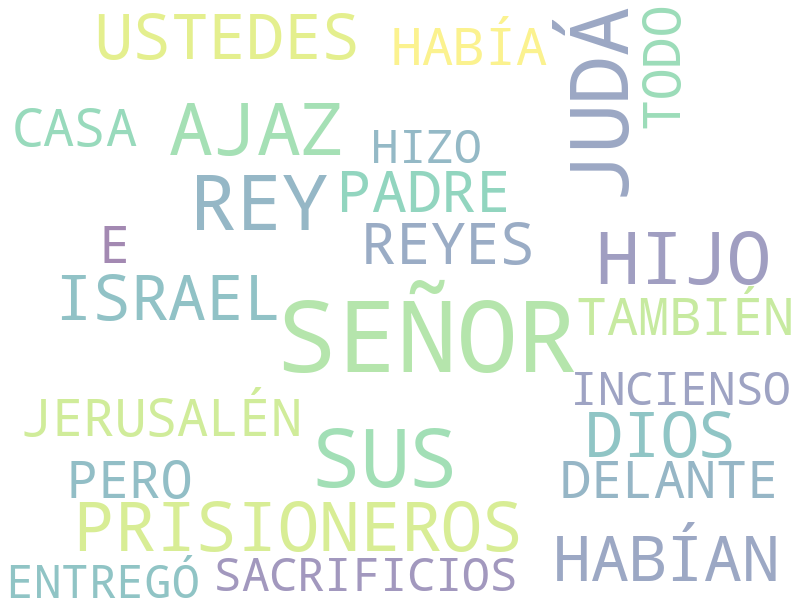 USTEDES
HABÍA
JUDÁ
TODO
CASA
AJAZ
HIZO
REY
PADRE
E
REYES
HIJO
ISRAEL
SEÑOR
TAMBIÉN
JERUSALÉN
INCIENSO
SUS
DIOS
PERO
DELANTE
PRISIONEROS
HABÍAN
ENTREGÓ
SACRIFICIOS